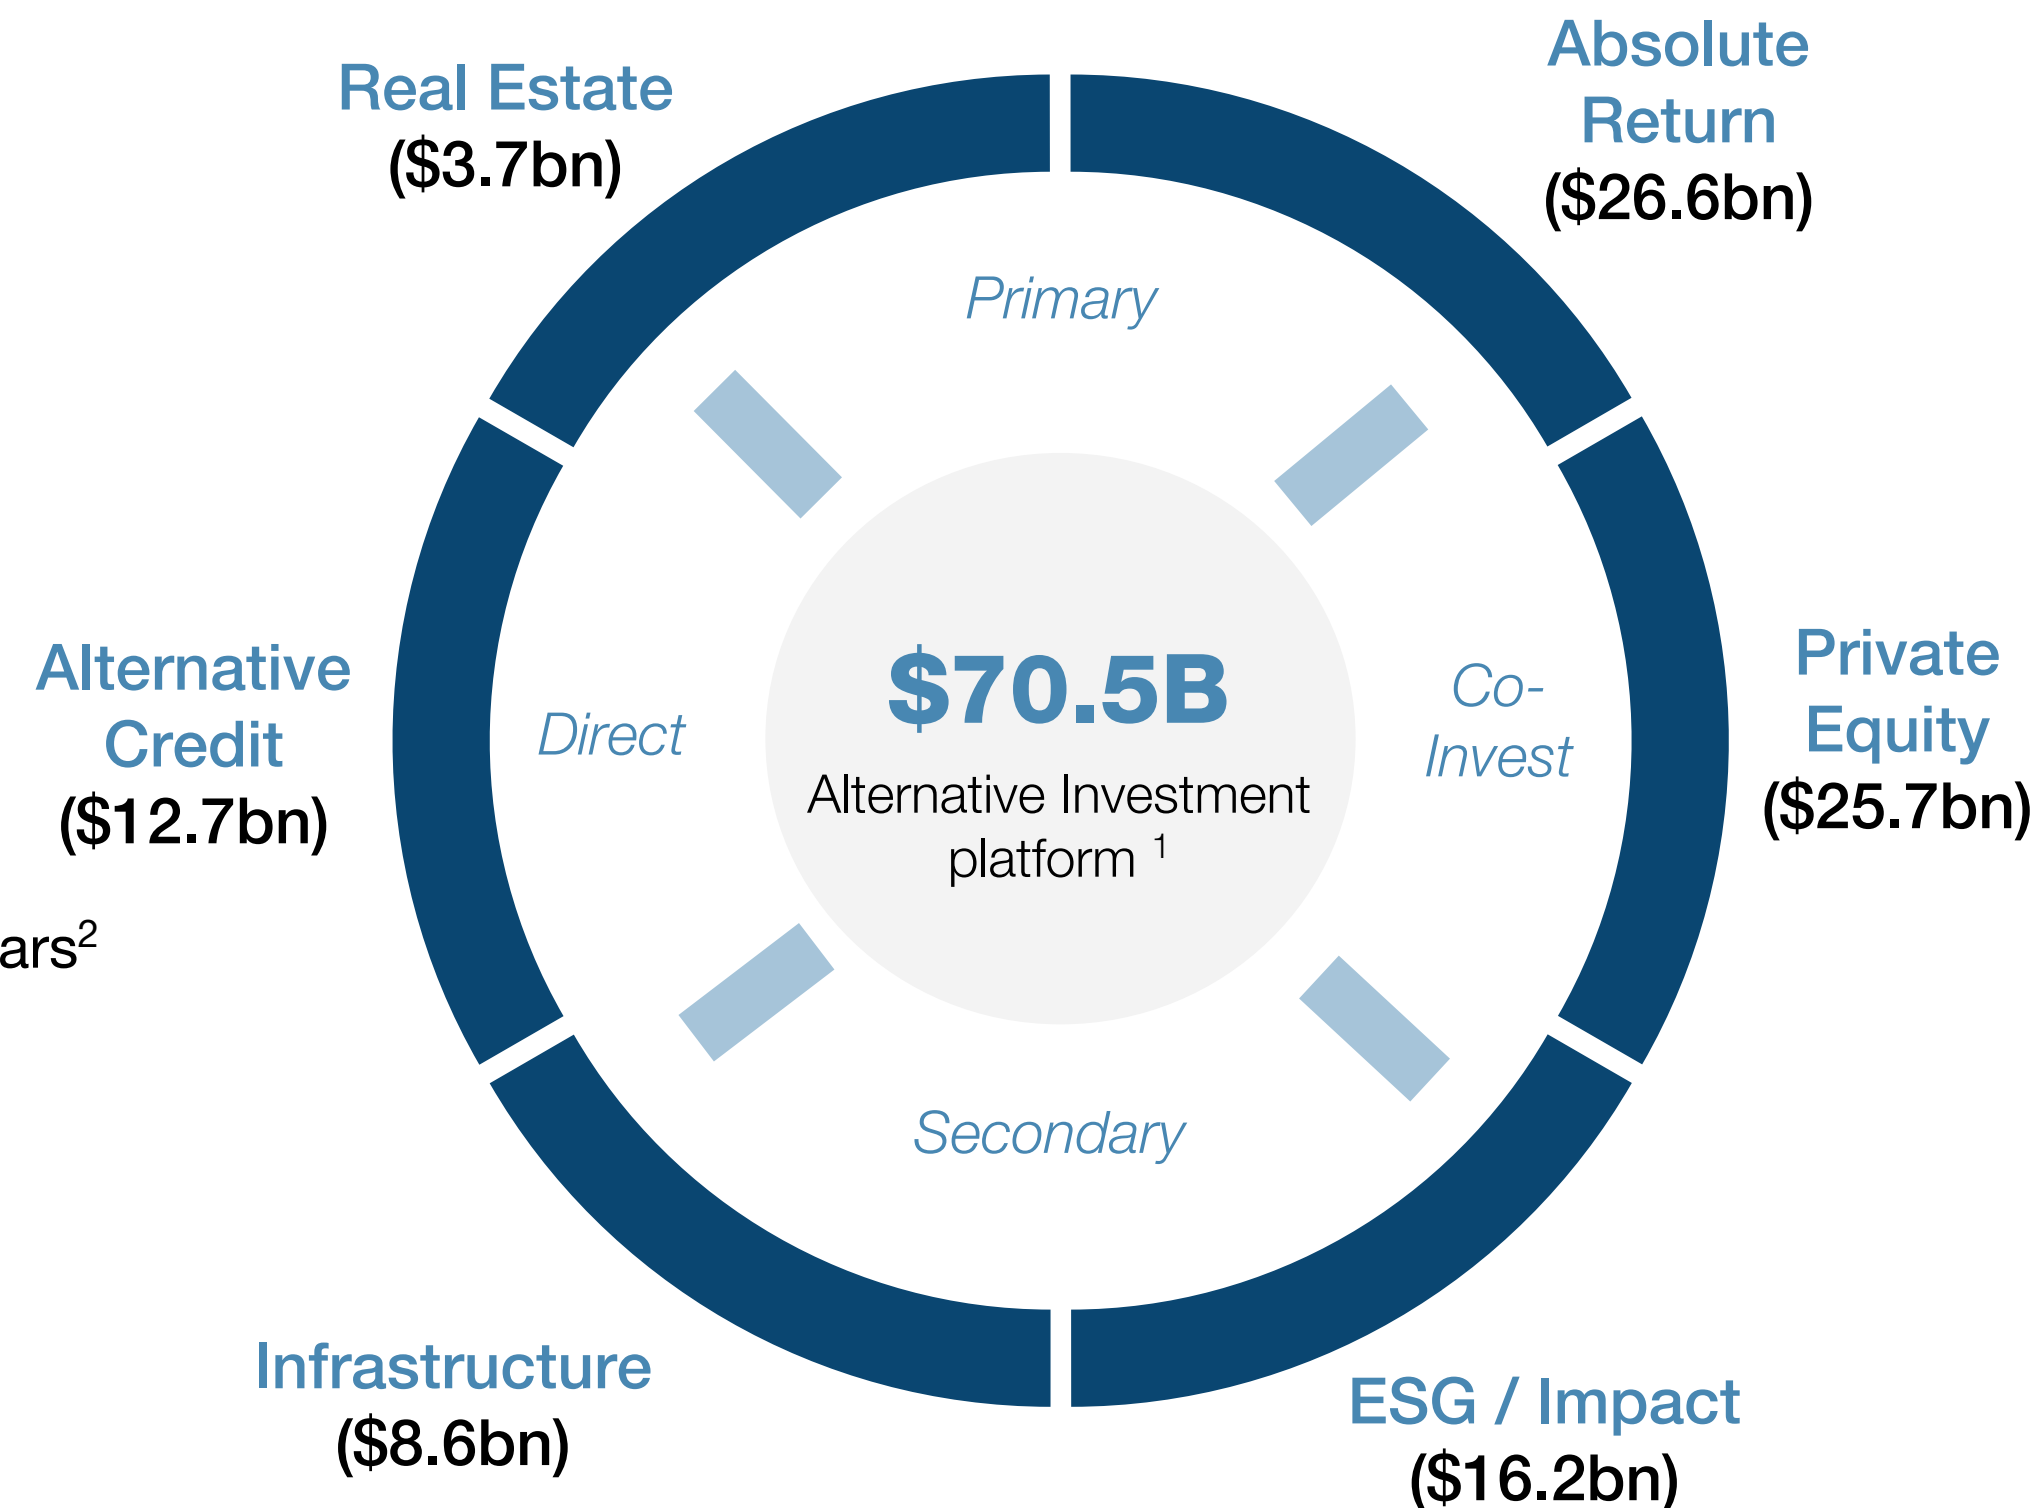 Real Estate
($3.7bn)
Absolute
Return
($26.6bn)
Primary
Alternative
Credit
($12.7bn)
Direct
$70.5B
Alternative Investment
platform ¹
Co-
Invest
Private
Equity
($25.7bn)
ars²
Secondary
Infrastructure
($8.6bn)
ESG / Impact
($16.2bn)